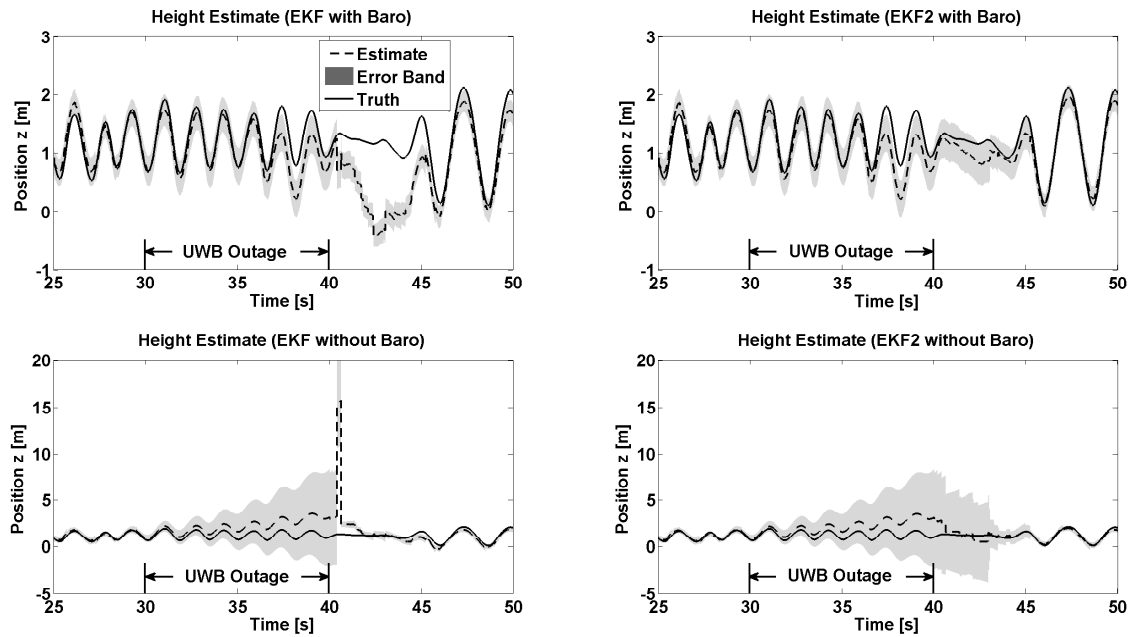 Height Estimate (EKF with Baro)
3
2
1
0
-1
Position z [m]
Estimate
Error Band
Truth
UWB Outage
25 30 35 40 45 50
Time [s]
Height Estimate (EKF2 with Baro)
3
2
1
0
-1
Position z [m]
UWB Outage
25 30 35 40 45 50
Time [s]
Height Estimate (EKF without Baro)
20
15
10
5
0
-5
Position z [m]
UWB Outage
25 30 35 40 45 50
Time [s]
Height Estimate (EKF2 without Baro)
20
15
10
5
0
-5
Position z [m]
UWB Outage
25 30 35 40 45 50
Time [s]